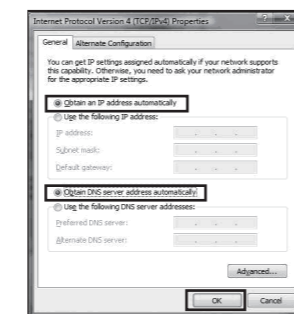 Internet Protocol Version 4 (TCP/IPv4) Properties
General
Alternate Configuration
You can get IP settings assigned automatically if your network supports
this capability. Otherwise, you need to ask your network administrator
for the appropriate IP settings.
Obtain an IP address automatically
Use the following IP address:
IP address:
Subnet mask:
Default gateway:
Obtain DNS server address automatically
Use the following DNS server addresses:
Preferred DNS server:
Alternate DNS server:
Advanced...
OK
Cancel